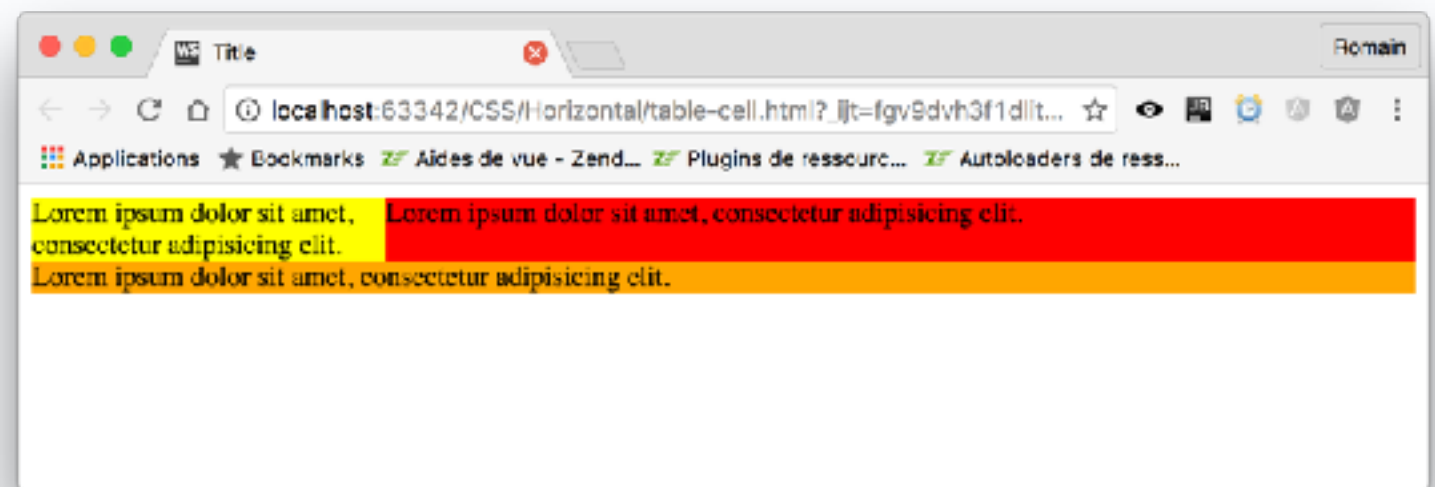 Title
Romain
localhost:63342/CSS/Horizontal/table-cell.html?_ijt=fgv9dvh3f1dlit...
Applications Bookmarks Aides de vue - Zend... Plugins de ressourc... Autoloaders de ress...
Lorem ipsum dolor sit amet,
consectetur adipisicing elit.
Lorem ipsum dolor sit amet, consectetur adipisicing elit.
Lorem ipsum dolor sit amet, consectetur adipisicing elit.